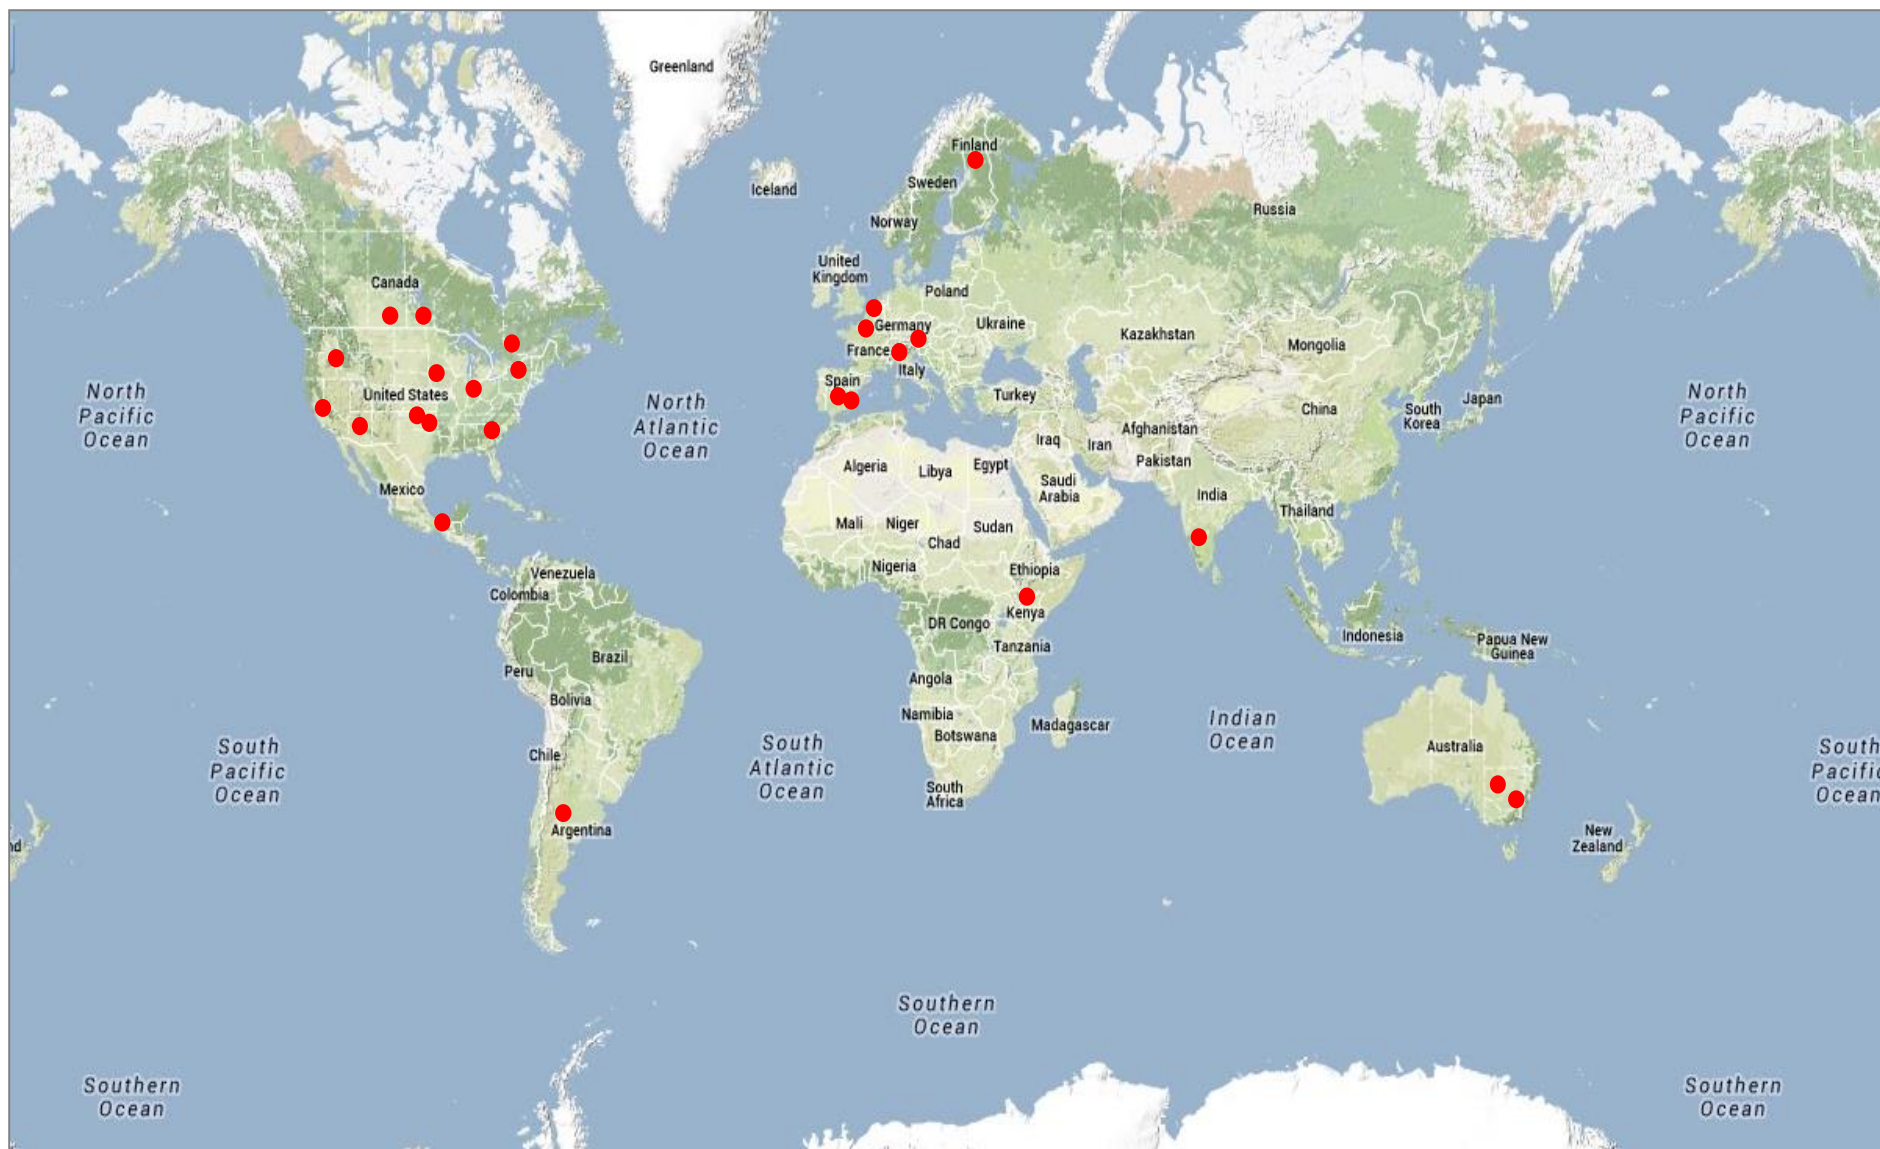 Greenland
Finland
Iceland
Sweden
Norway
Russia
United
Kingdom
Canada
Poland
Germany
Ukraine
Kazakhstan
Mongolia
France
Italy
Spain
United States
Turkey
North
Pacific
Ocean
North
Atlantic
Ocean
China
South
Korea
Japan
North
Pacific
Ocean
Afghanistan
Iraq
Iran
Pakistan
Algeria
Libya
Egypt
Saudi
Arabia
Mexico
India
Thailand
Mali
Niger
Sudan
Chad
Nigeria
Ethiopia
Venezuela
Colombia
Kenya
DR Congo
Tanzania
Indonesia
Papua New
Guinea
Brazil
Peru
Bolivia
Angola
Namibia
Botswana
Madagascar
Indian
Ocean
Chile
South
Pacific
Ocean
South
Atlantic
Ocean
Australia
South
Pacific
Ocean
South
Africa
Argentina
New
Zealand
nd
Southern
Ocean
Southern
Ocean
Southern
Ocean